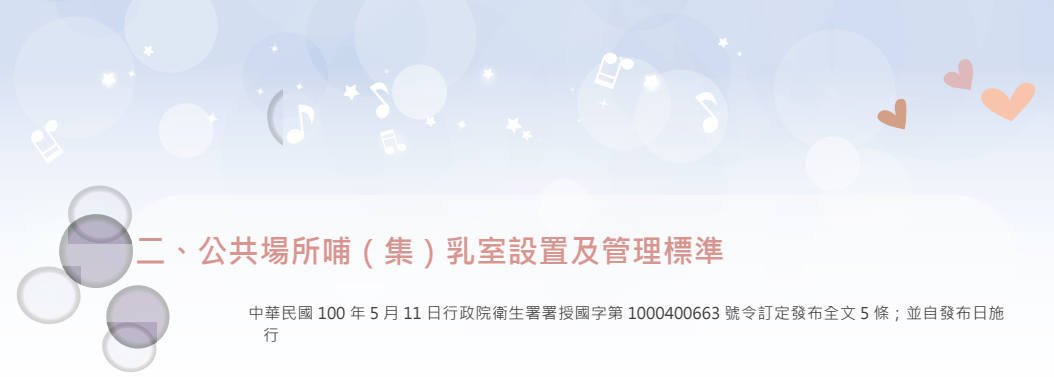 二、公共場所哺（集）乳室設置及管理標準
中華民國 100 年 5 月 11 日行政院衛生署署授國字第 1000400663 號令訂定發布全文 5 條；並自發布日施
行